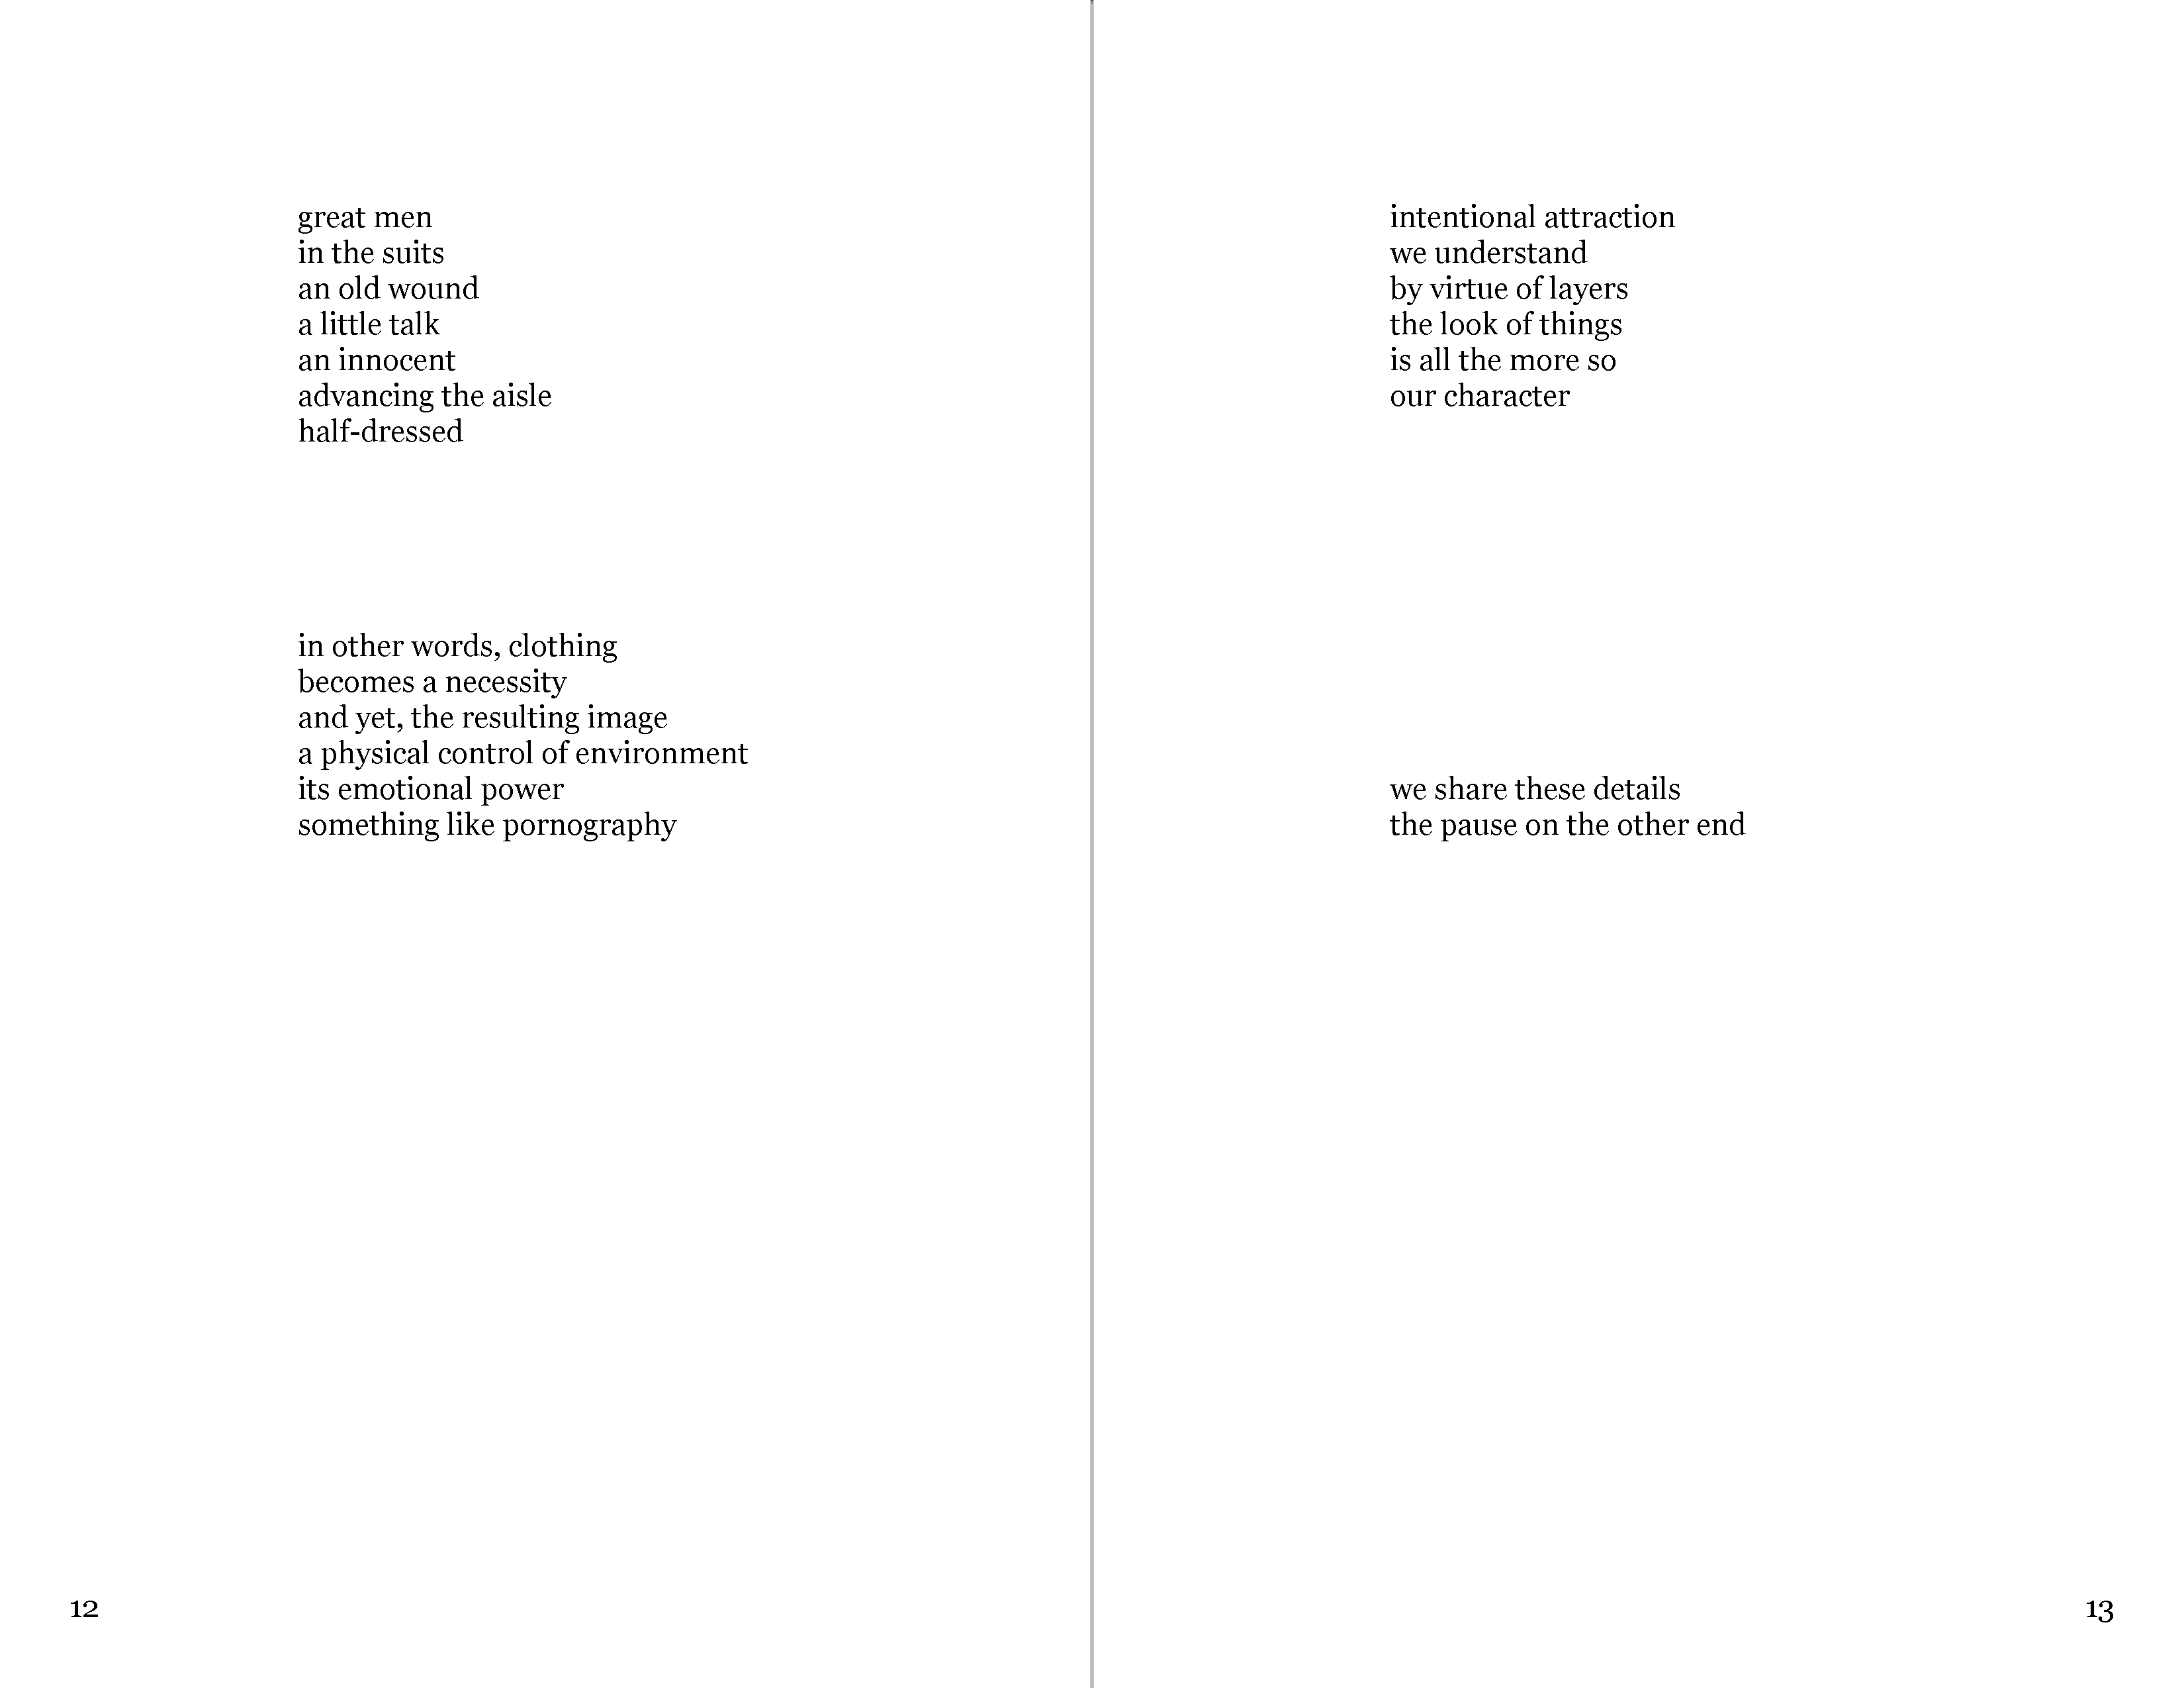 great men
in the suits
an old wound
a little talk
an innocent
advancing the aisle
half-dressed
in other words, clothing
becomes a necessity
and yet, the resulting image
a physical control of environment
its emotional power
something like pornography
12
intentional attraction
we understand
by virtue of layers
the look of things
is all the more so
our character
we share these details
the pause on the other end
13